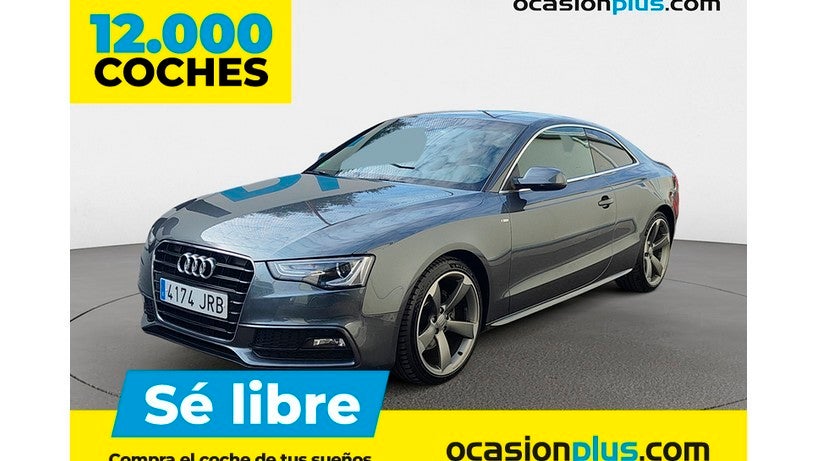 12.000
COCHES
ocasionplus.com
4174 JRB
Sé libre
Compra el coche de tus sueños
ocasionplus.com